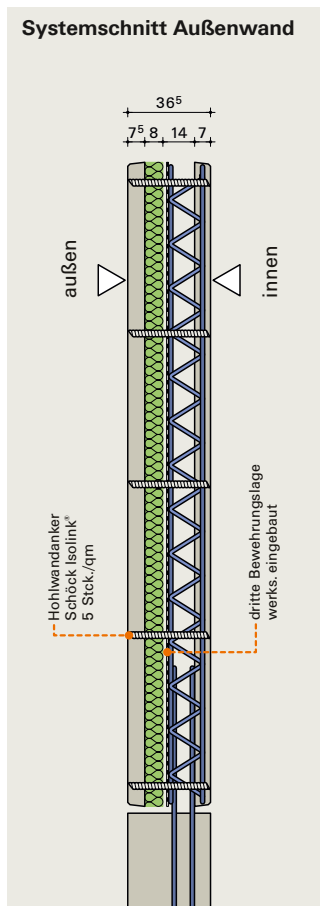 Systemschnitt Außenwand
36⁵
7⁵ 8 14 7
außen
innen
Hohlwandanker
Schöck Isolink®
5 Stck./qm
dritte Bewehrungslage
werks. eingebaut